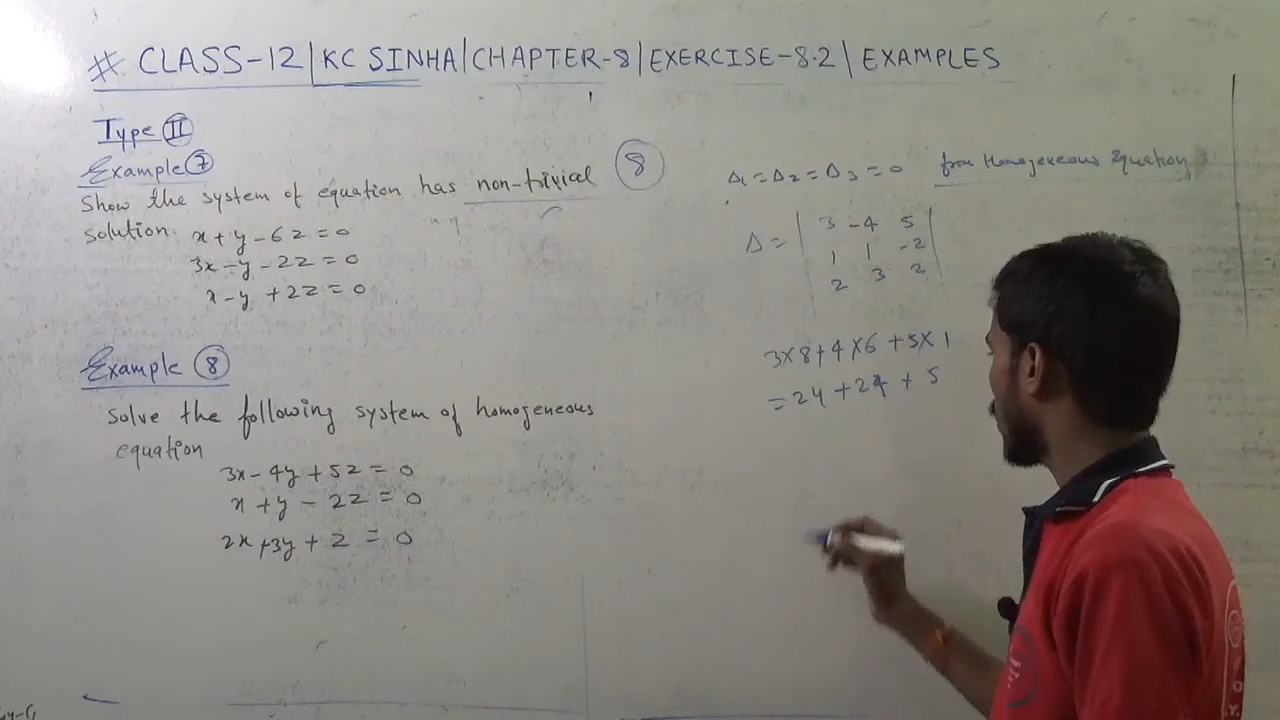 # CLASS-12 | KC SINHA | CHAPTER-8 | EXERCISE-8.2 | EXAMPLES
Type II
Example 7
Show the system of equation has non-trivial
solution.
x + y - 6z = 0
3x - y - 2z = 0
x - y + 2z = 0
Example 8
Solve the following system of homogeneous
equation
3x - 4y + 5z = 0
x + y - 2z = 0
2x + 3y + z = 0
8
Δ1 = Δ2 = Δ3 = 0 from Homogeneous Equation
Δ = | 3 -4 5 |
1 1 -2
2 3 2
3×8+4×6+5×1
= 24 + 24 + 5